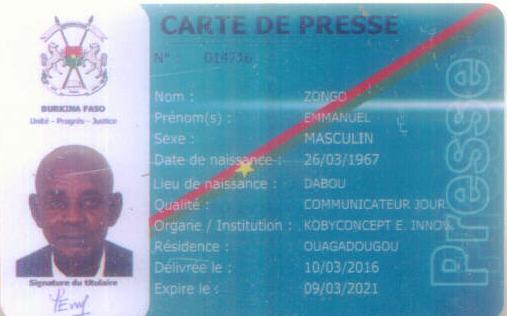 CARTE DE PRESSE
N° 014716
BURKINA FASO
Unité - Progrès - Justice
Nom : ZONGO
Prénom(s) : EMMANUEL
Sexe : MASCULIN
Date de naissance : 26/03/1967
Lieu de naissance : DABOU
Qualité : COMMUNICATEUR JOUR.
Organe / Institution : KOBYCONCEPT E. INNOV.
Résidence : OUAGADOUGOU
Délivrée le : 10/03/2016
Expire le : 09/03/2021
Signature du titulaire
Presse